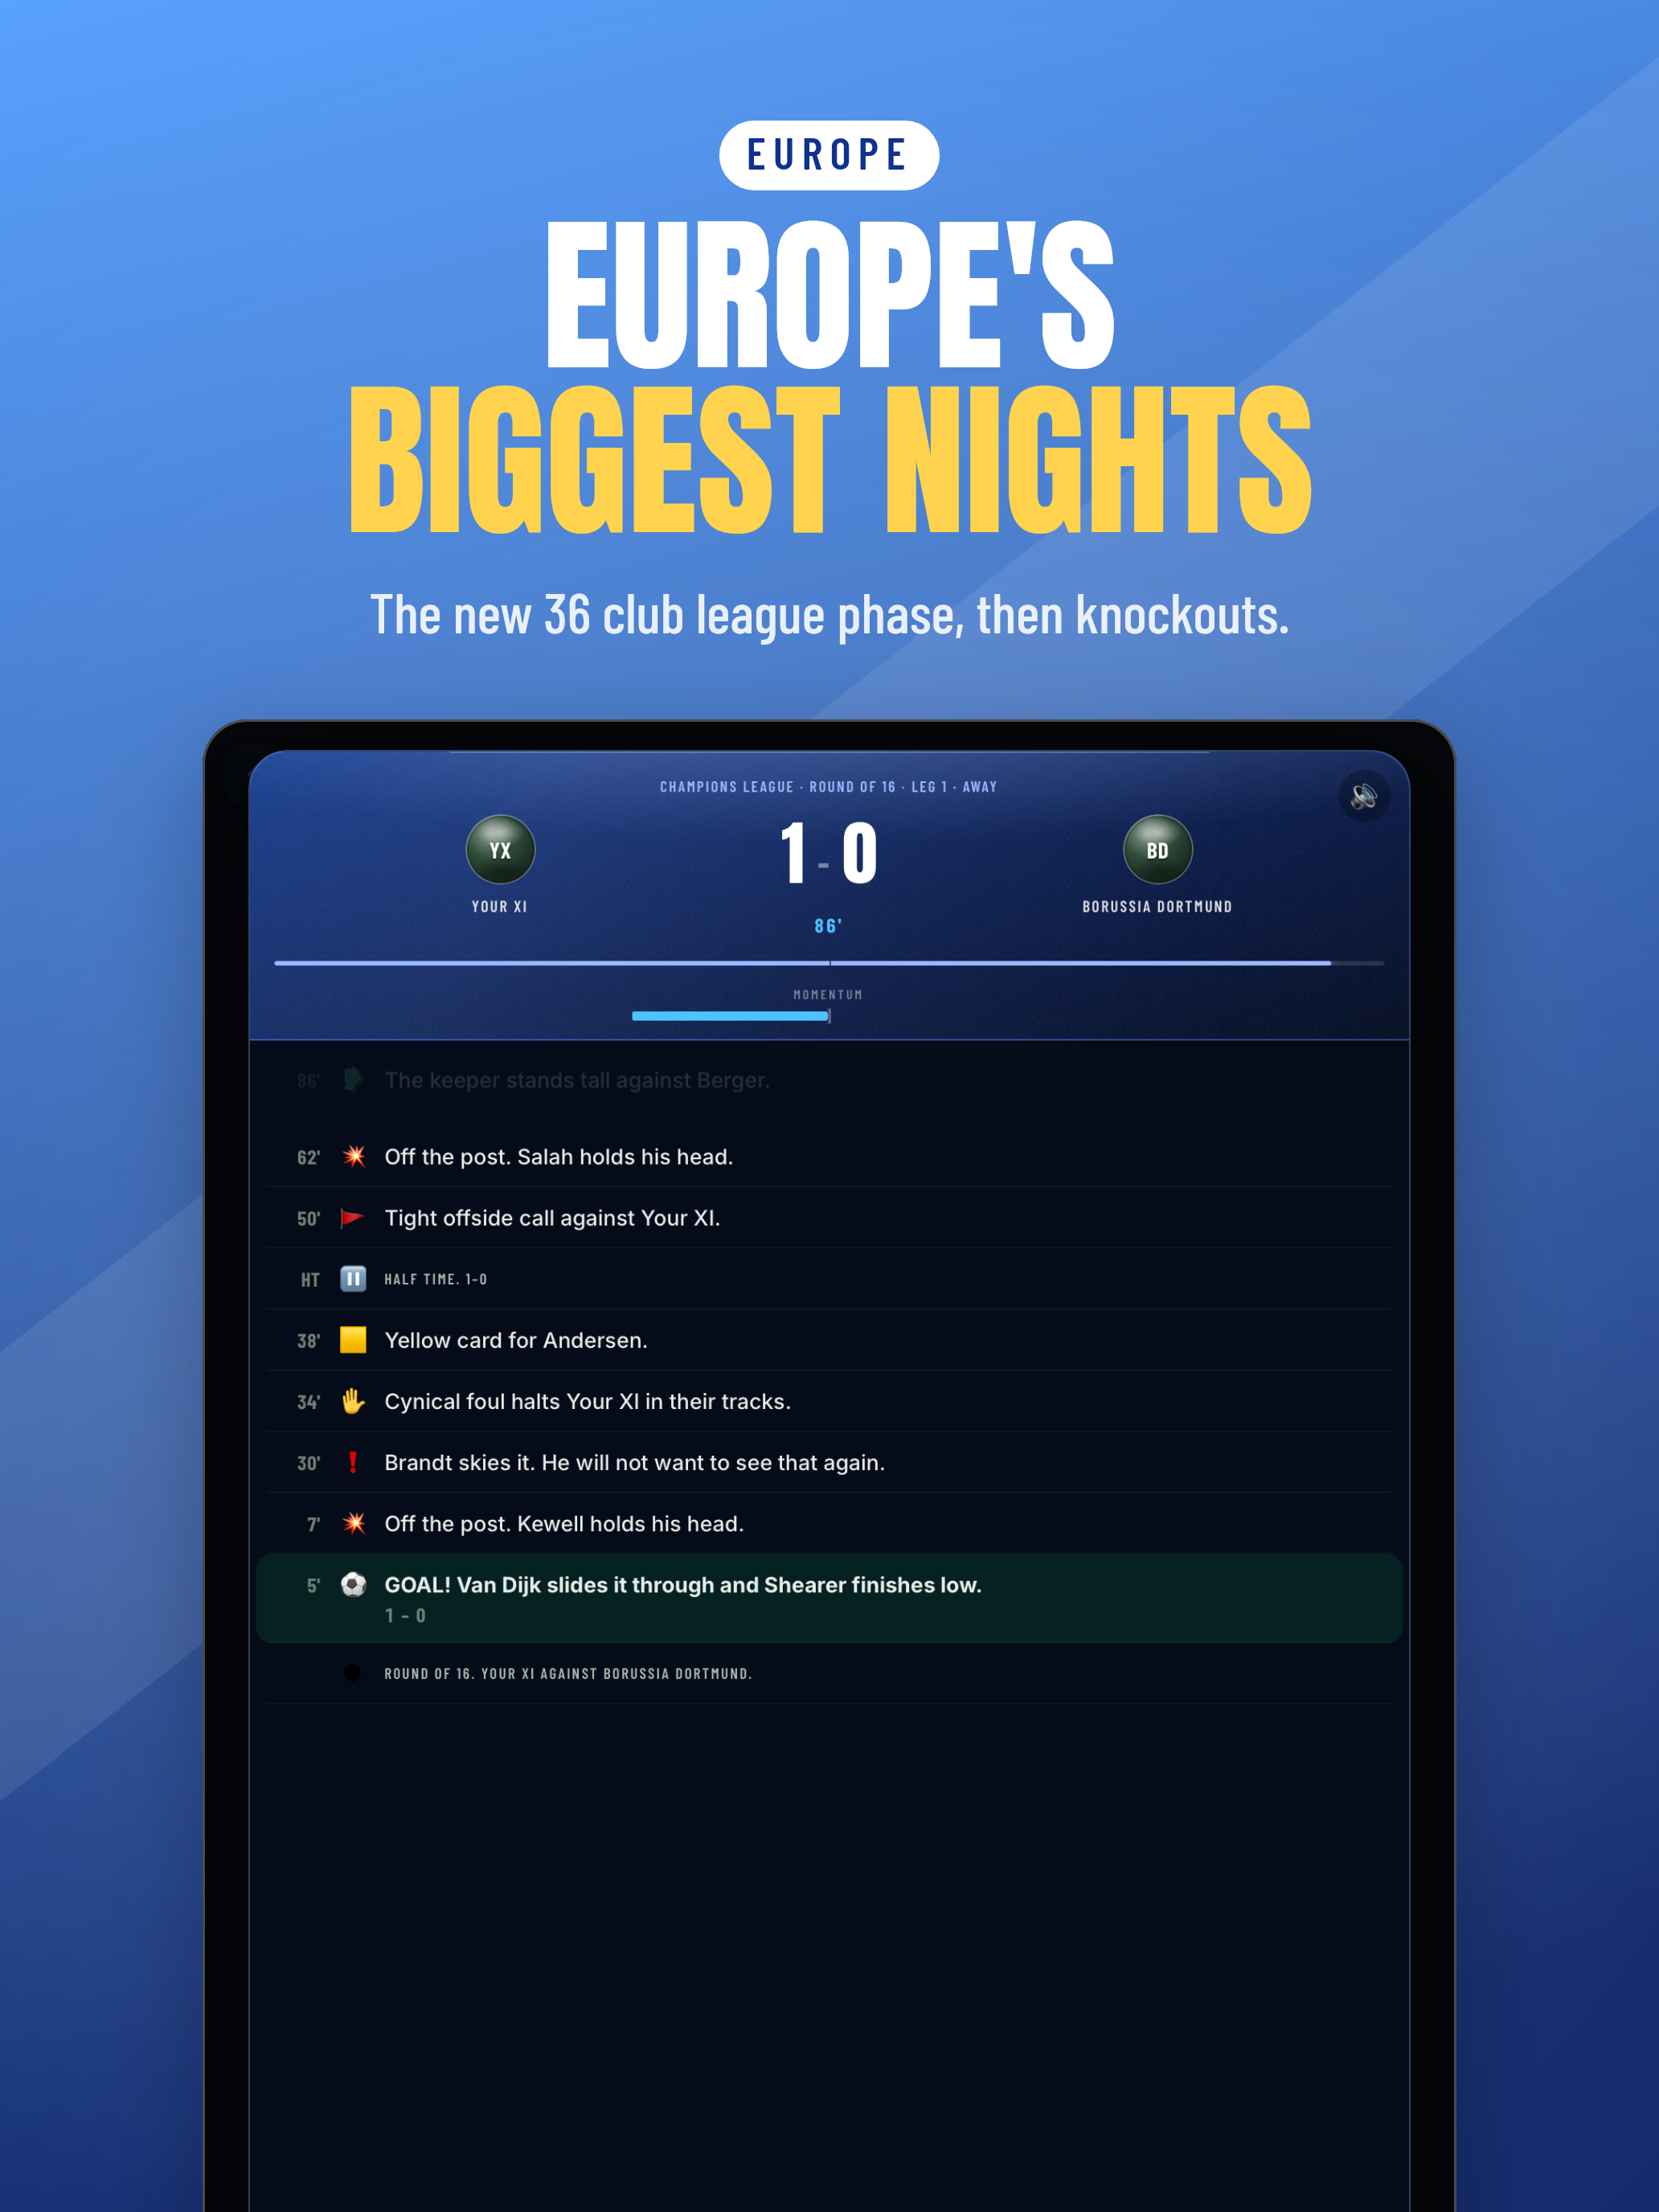 EUROPE
EUROPE'S
BIGGEST NIGHTS
The new 36 club league phase, then knockouts.
CHAMPIONS LEAGUE · ROUND OF 16 · LEG 1 · AWAY
YX
1 - 0
BD
YOUR XI
BORUSSIA DORTMUND
86'
MOMENTUM
86' The keeper stands tall against Berger.
62' Off the post. Salah holds his head.
50' Tight offside call against Your XI.
HT HALF TIME. 1-0
38' Yellow card for Andersen.
34' Cynical foul halts Your XI in their tracks.
30' Brandt skies it. He will not want to see that again.
7' Off the post. Kewell holds his head.
5' GOAL! Van Dijk slides it through and Shearer finishes low.
1 - 0
ROUND OF 16. YOUR XI AGAINST BORUSSIA DORTMUND.